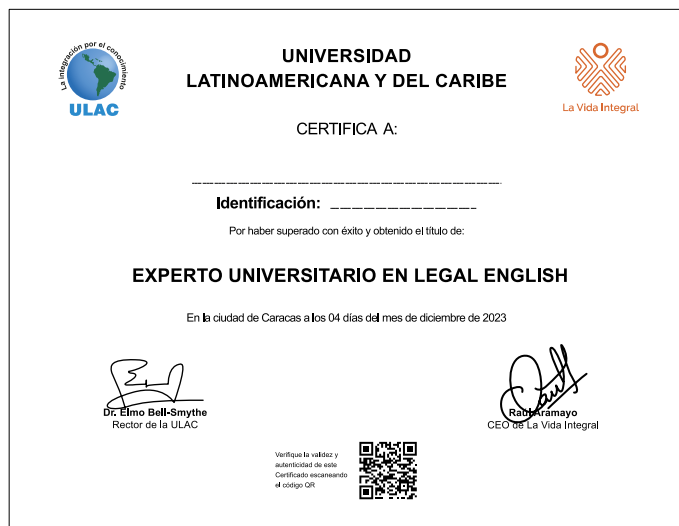 La integración por el conocimiento
ULAC
UNIVERSIDAD
LATINOAMERICANA Y DEL CARIBE
La Vida Integral
CERTIFICA A:
Identificación:
Por haber superado con éxito y obtenido el título de:
EXPERTO UNIVERSITARIO EN LEGAL ENGLISH
En la ciudad de Caracas a los 04 días del mes de diciembre de 2023
Dr. Elmo Bell-Smythe
Rector de la ULAC
Raúl Aramayo
CEO de La Vida Integral
Verifique la validez y
autenticidad de este
Certificado escaneando
el código QR